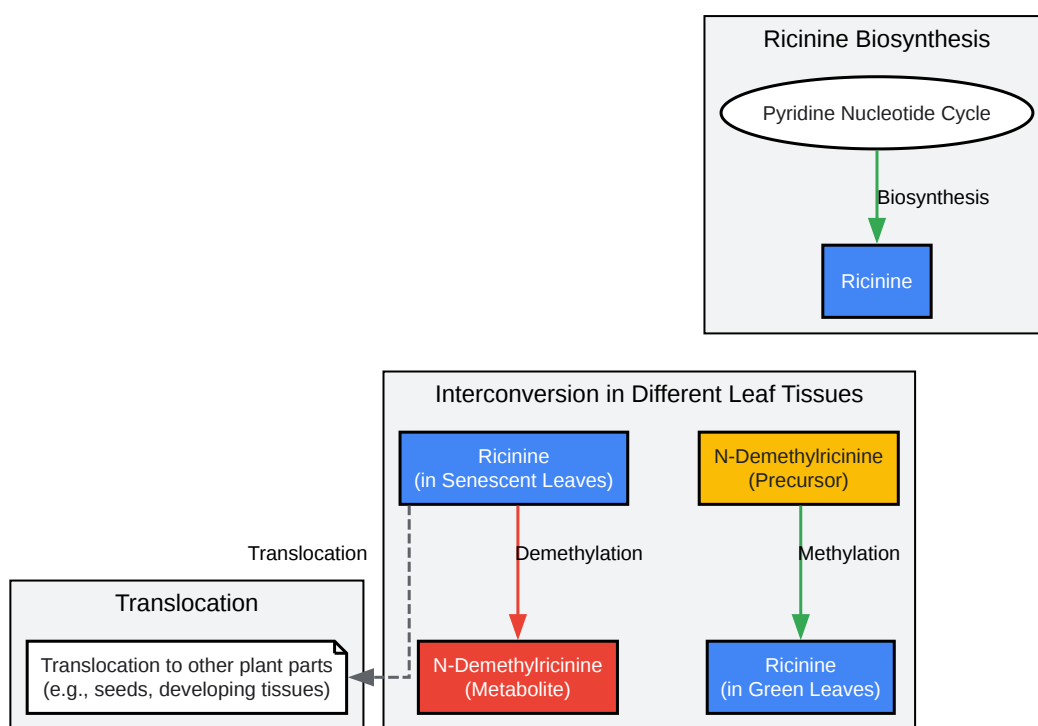 Ricinine Biosynthesis
Pyridine Nucleotide Cycle
Biosynthesis
Ricinine
Interconversion in Different Leaf Tissues
Ricinine
(in Senescent Leaves)
N-Demethylricinine
(Precursor)
Translocation
Demethylation
Methylation
Translocation
Translocation to other plant parts
(e.g., seeds, developing tissues)
N-Demethylricinine
(Metabolite)
Ricinine
(in Green Leaves)